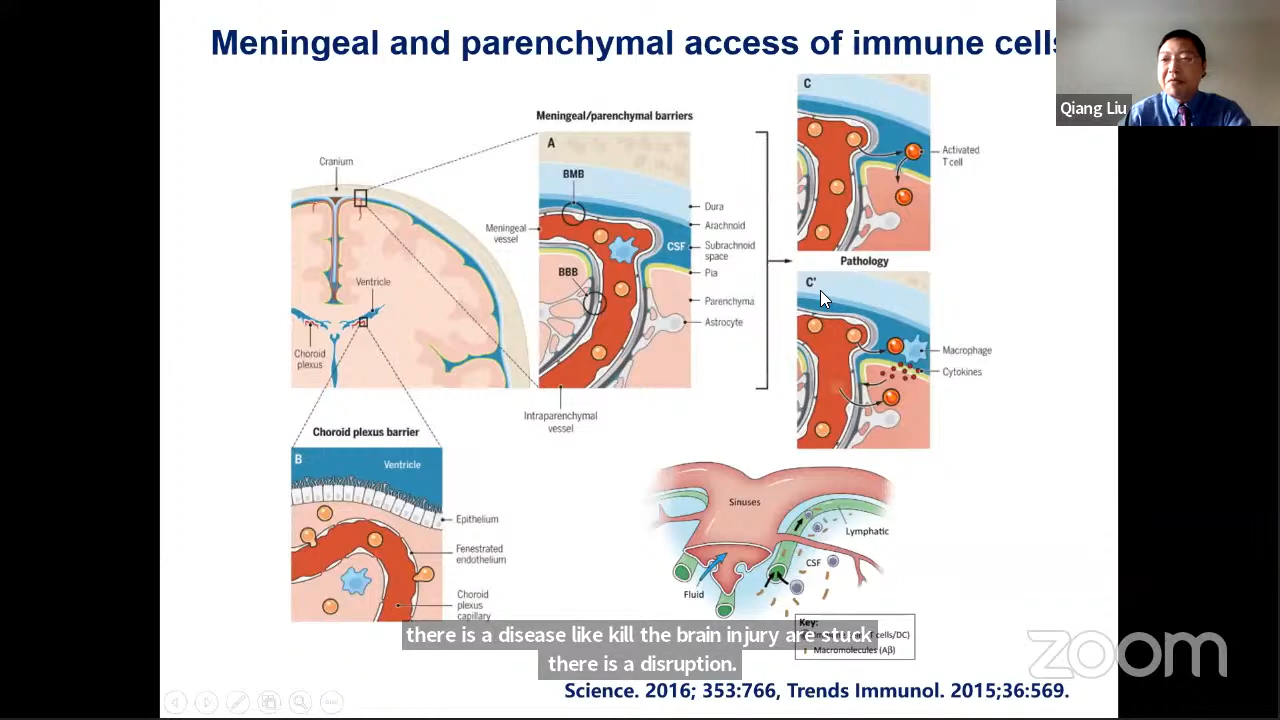 Meningeal and parenchymal access of immune cells
Qiang Liu
Meningeal/parenchymal barriers
Cranium
Ventricle
Choroid
plexus
A
BMB
BBB
CSF
Meningeal
vessel
Dura
Arachnoid
Subrachnoid
space
Pia
Parenchyma
Astrocyte
Intraparenchymal
vessel
C
Activated
T cell
Pathology
C'
Macrophage
Cytokines
Choroid plexus barrier
B
Ventricle
Epithelium
Fenestrated
endothelium
Choroid
plexus
capillary
Sinuses
Lymphatic
CSF
Fluid
Key:
T cells/DC)
Macromolecules (Aβ)
there is a disease like kill the brain injury are stuck
there is a disruption.
zoom
Science. 2016; 353:766, Trends Immunol. 2015;36:569.